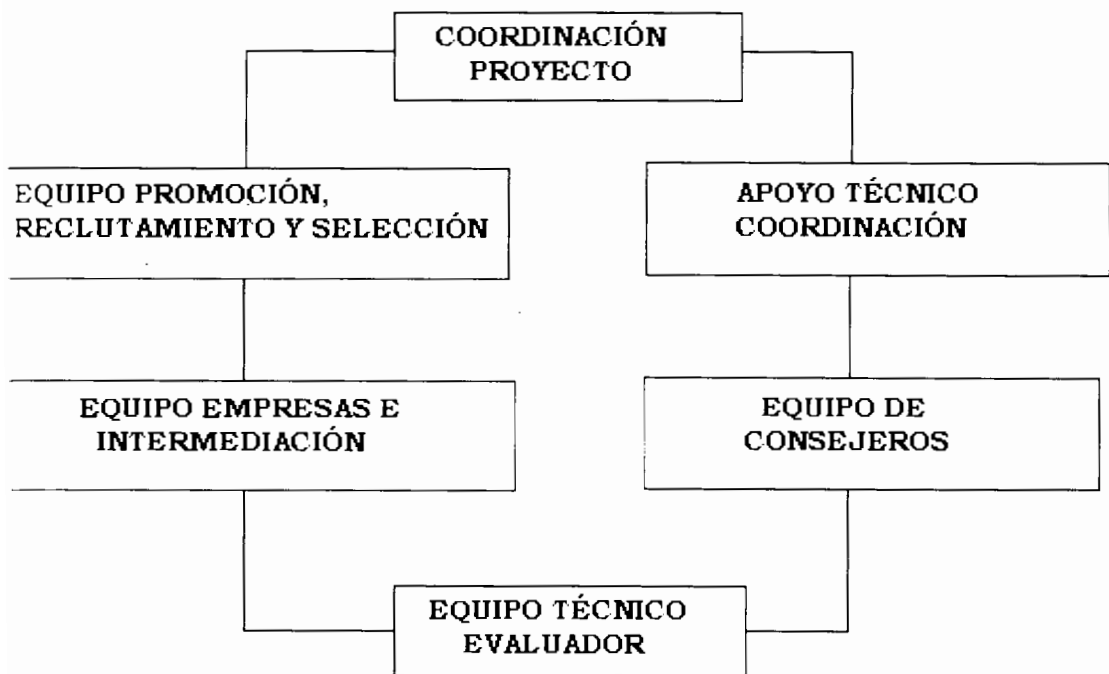 COORDINACIÓN
PROYECTO
EQUIPO PROMOCIÓN,
RECLUTAMIENTO Y SELECCIÓN
APOYO TÉCNICO
COORDINACIÓN
EQUIPO EMPRESAS E
INTERMEDIACIÓN
EQUIPO DE
CONSEJEROS
EQUIPO TÉCNICO
EVALUADOR